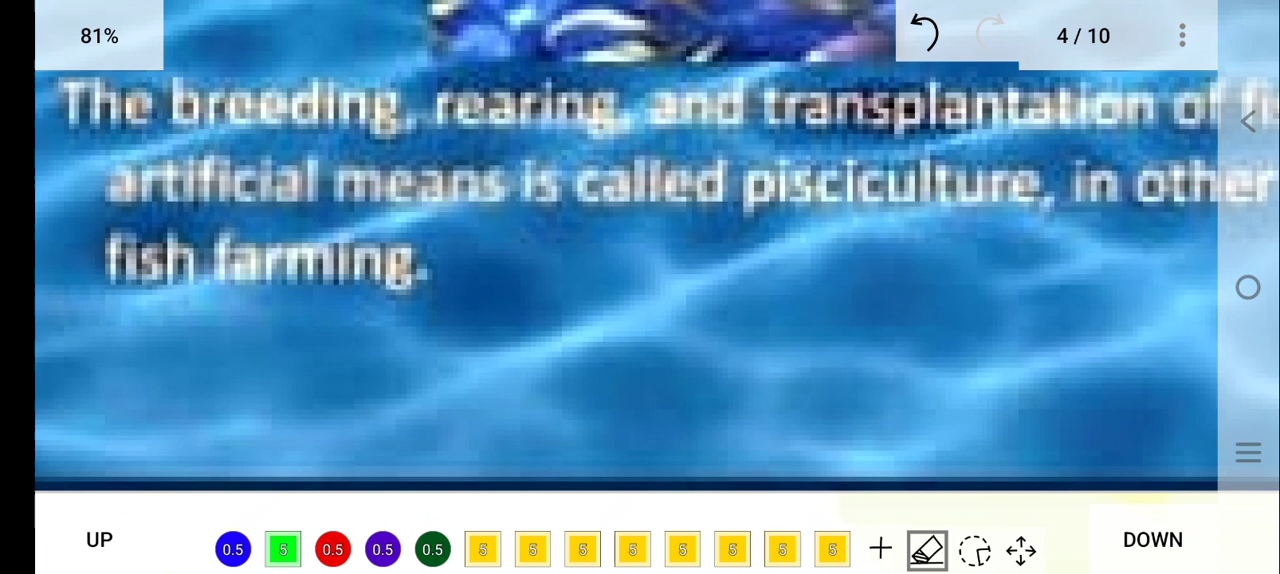 81%
4 / 10
The breeding, rearing, and transplantation of
artificial means is called pisciculture, in other
fish farming.
UP
0.5 5 0.5 0.5 0.5 5 5 5 5 5 5 5 5
DOWN